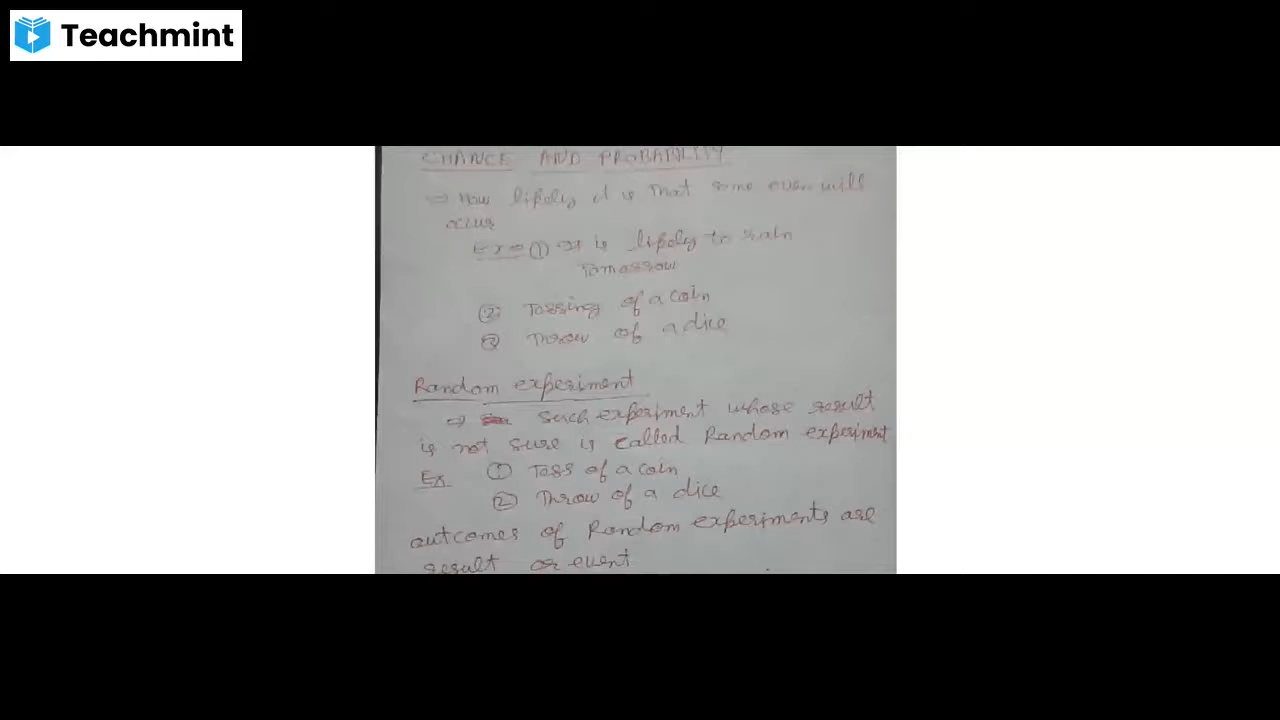 Teachmint
CHANCE AND PROBABILITY
⇒ How likely it is that some even will
occur
Ex ⇒ ① It is likely to rain
Tomorrow
② Tossing of a coin
③ Throw of a dice
Random experiment
⇒ Such experiment whose result
is not sure is called Random experiment
Ex ① Toss of a coin
② Throw of a dice
outcomes of Random experiments are
result or event